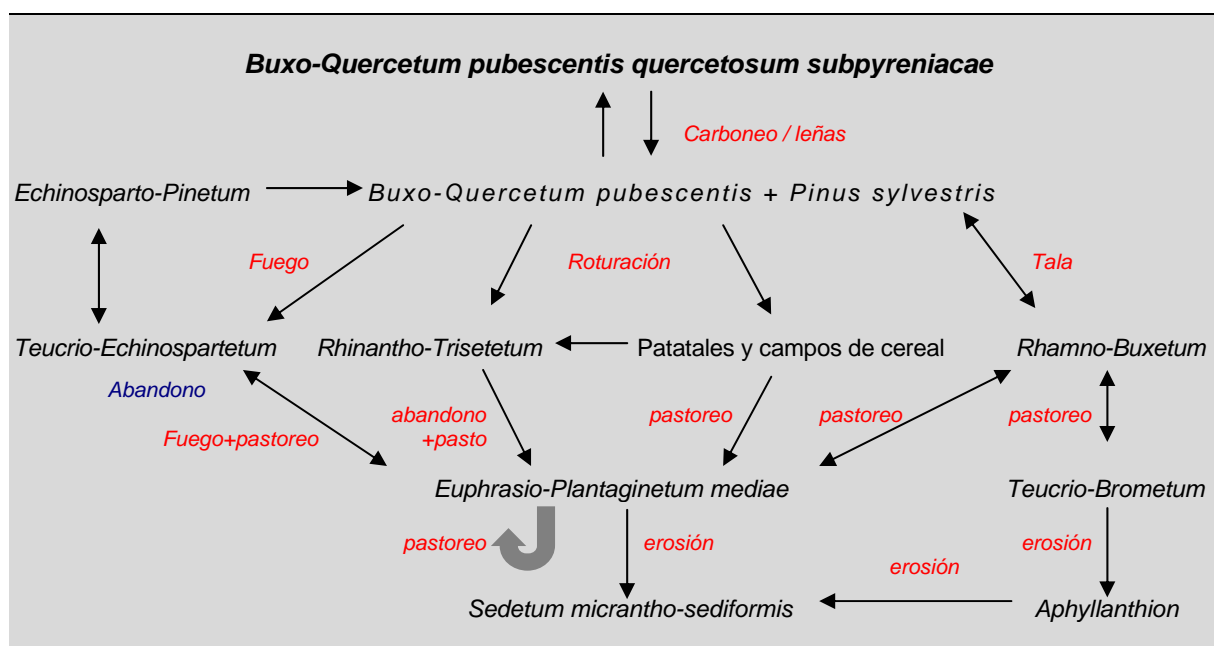 Buxo-Quercetum pubescentis quercetosum subpyreniacae
Carboneo / leñas
Echinosparto-Pinetum
Buxo-Quercetum pubescentis + Pinus sylvestris
Fuego
Roturación
Tala
Teucrio-Echinospartetum
Rhinantho-Trisetetum
Patatales y campos de cereal
Rhamno-Buxetum
Abandono
Fuego+pastoreo
abandono
+pasto
pastoreo
pastoreo
pastoreo
Euphrasio-Plantaginetum mediae
Teucrio-Brometum
pastoreo
erosión
erosión
erosión
Sedetum micrantho-sediformis
Aphyllanthion